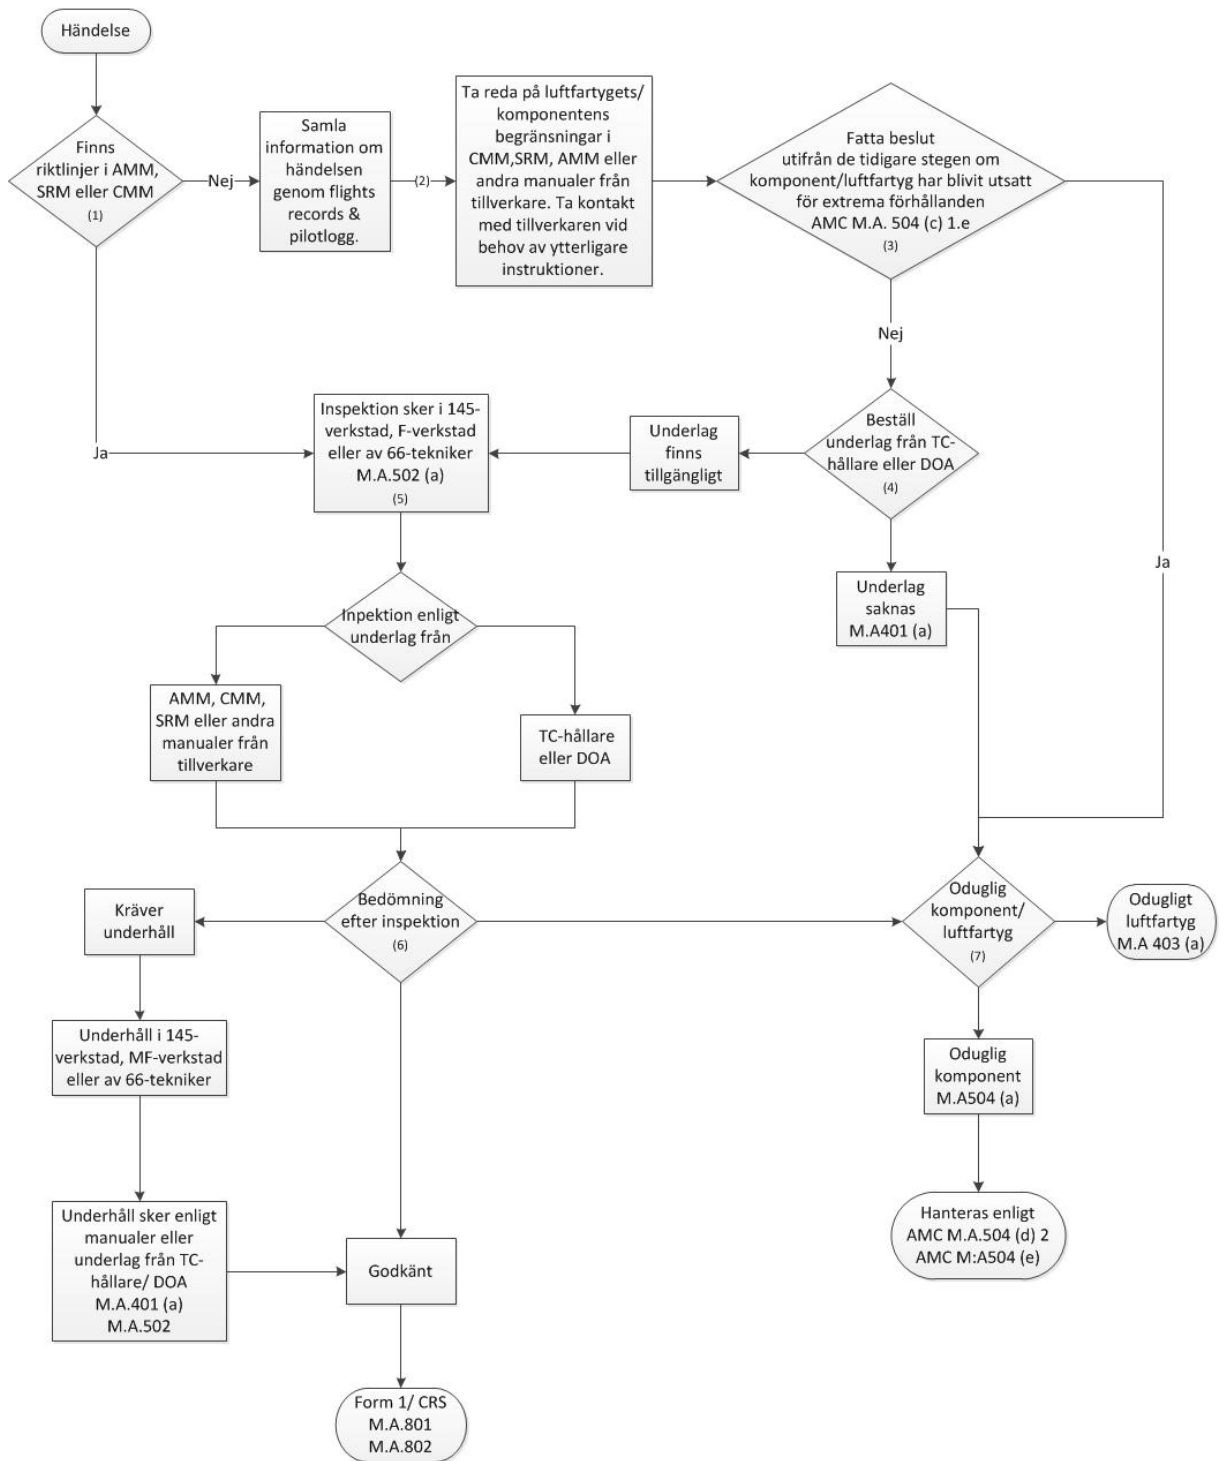 Händelse
Finns
riktlinjer i AMM,
SRM eller CMM
(1)
Nej
Samla
information om
händelsen
genom flights
records &
pilotlogg.
(2)
Ta reda på luftfartygets/
komponentens
begränsningar i
CMM,SRM, AMM eller
andra manualer från
tillverkare. Ta kontakt
med tillverkaren vid
behov av ytterligare
instruktioner.
Fatta beslut
utifrån de tidigare stegen om
komponent/luftfartyg har blivit utsatt
för extrema förhållanden
AMC M.A. 504 (c) 1.e
(3)
Nej
Ja
Ja
Inspektion sker i 145-
verkstad, F-verkstad
eller av 66-tekniker
M.A.502 (a)
(5)
Underlag
finns
tillgängligt
Beställ
underlag från TC-
hållare eller DOA
(4)
Underlag
saknas
M.A401 (a)
Inpektion enligt
underlag från
AMM, CMM,
SRM eller andra
manualer från
tillverkare
TC-hållare
eller DOA
Kräver
underhåll
Bedömning
efter inspektion
(6)
Oduglig
komponent/
luftfartyg
(7)
Odugligt
luftfartyg
M.A 403 (a)
Underhåll i 145-
verkstad, MF-verkstad
eller av 66-tekniker
Oduglig
komponent
M.A504 (a)
Underhåll sker enligt
manualer eller
underlag från TC-
hållare/ DOA
M.A.401 (a)
M.A.502
Godkänt
Hanteras enligt
AMC M.A.504 (d) 2
AMC M:A504 (e)
Form 1/ CRS
M.A.801
M.A.802